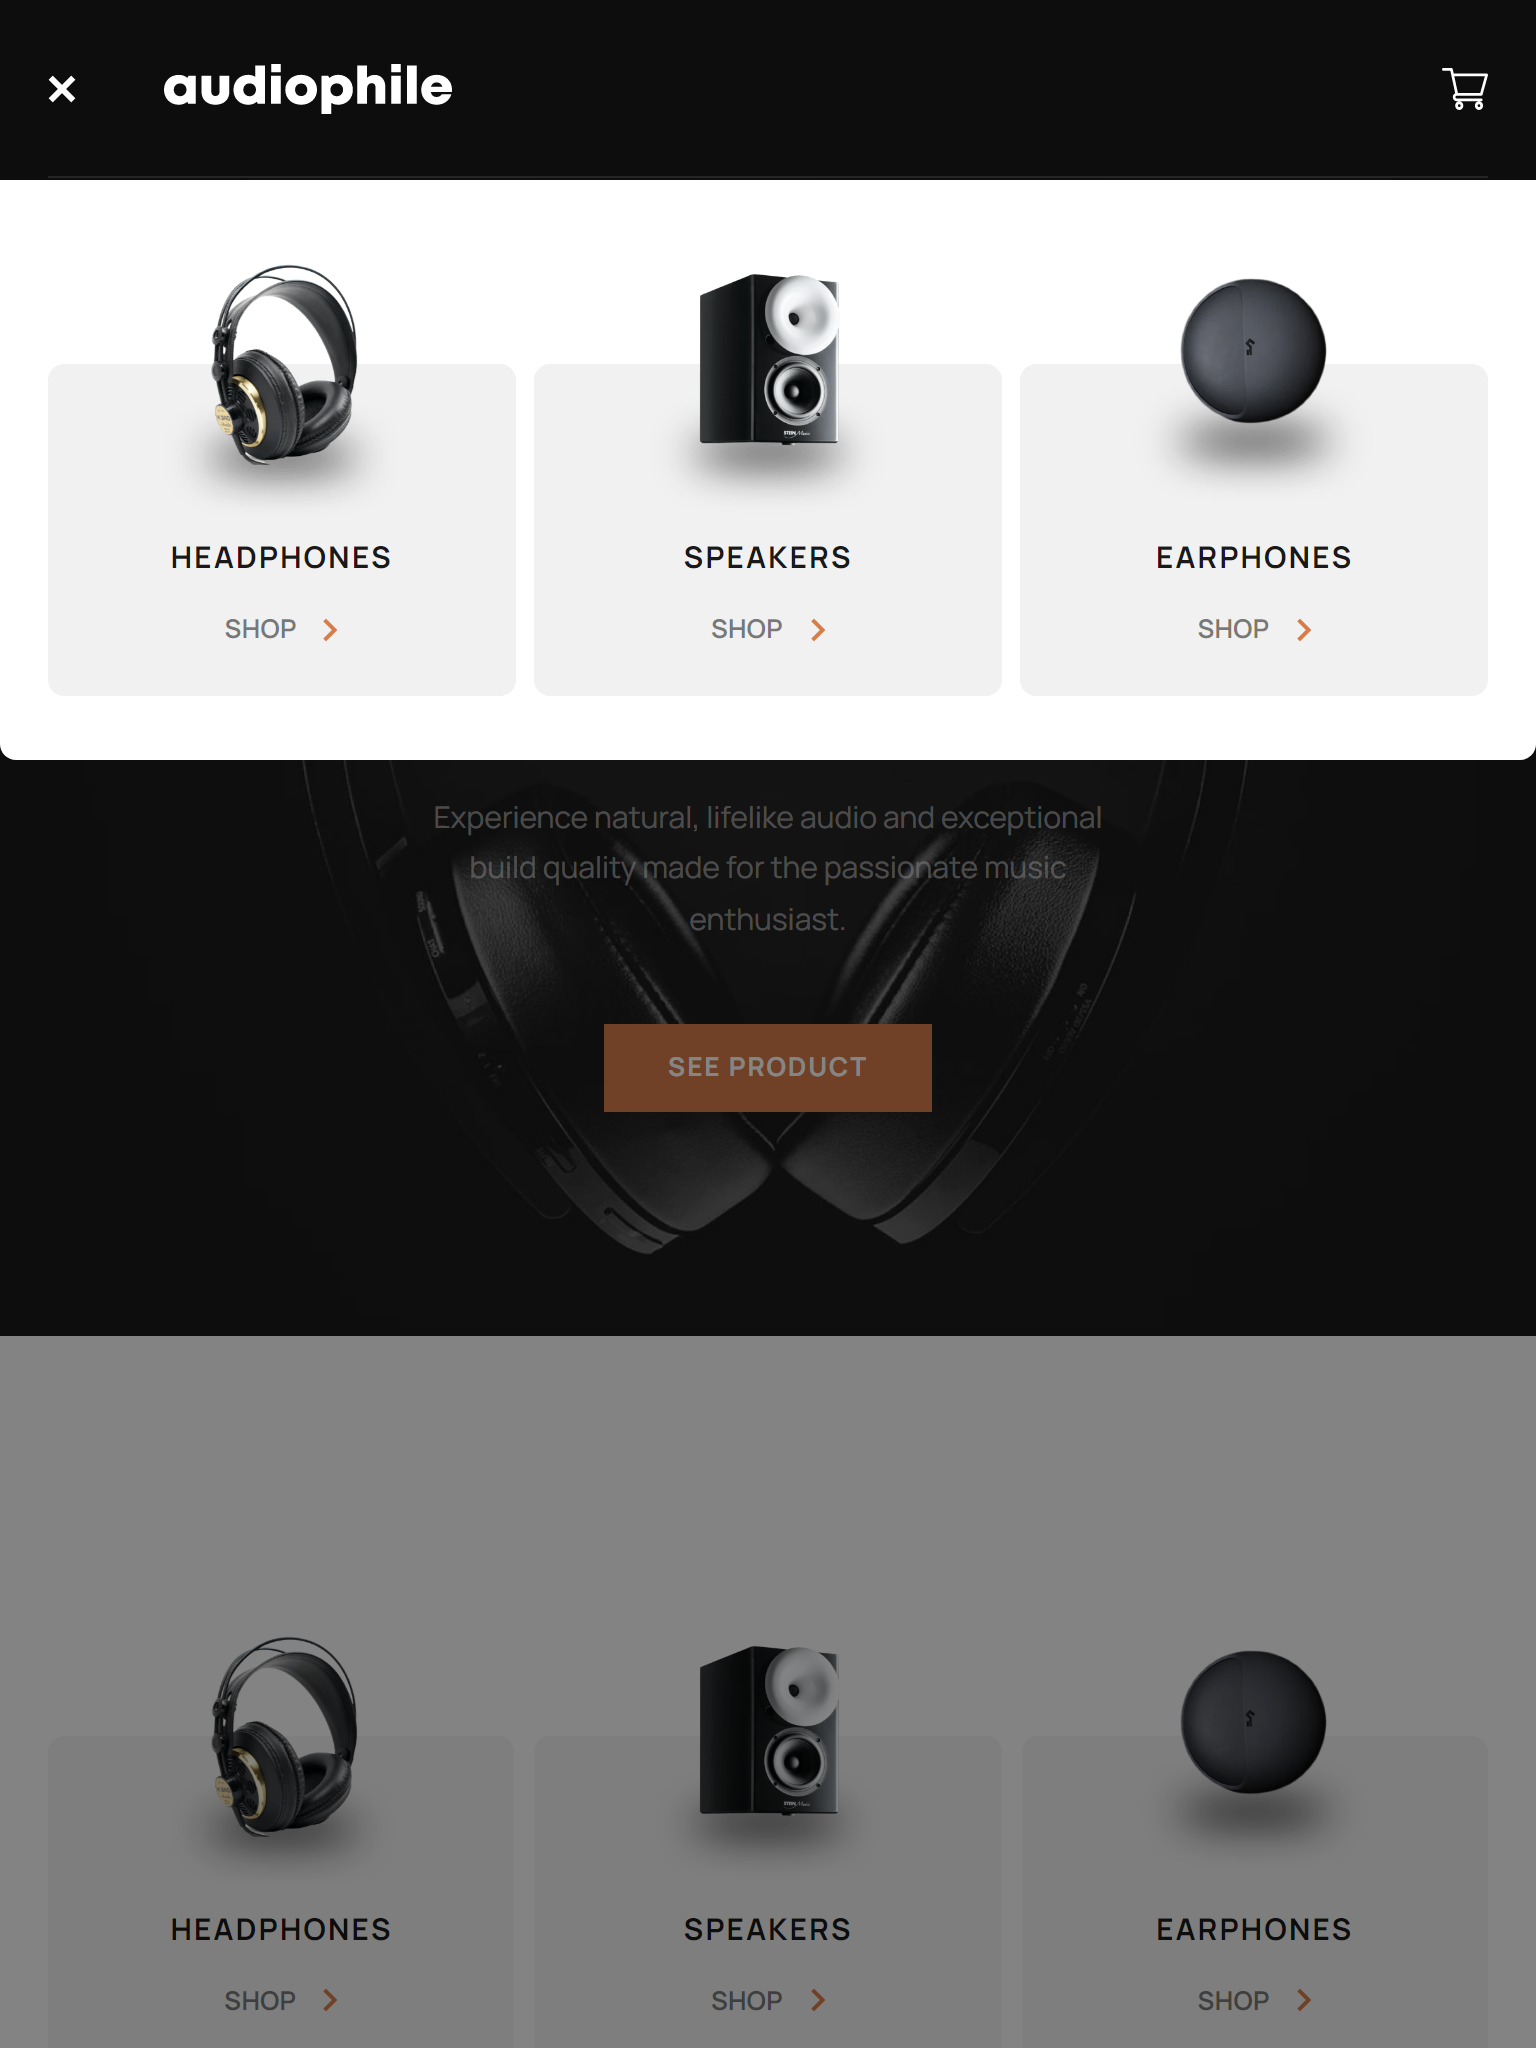 audiophile
HEADPHONES
SPEAKERS
EARPHONES
SHOP
SHOP
SHOP
Experience natural, lifelike audio and exceptional
build quality made for the passionate music
enthusiast.
SEE PRODUCT
HEADPHONES
SPEAKERS
EARPHONES
SHOP
SHOP
SHOP